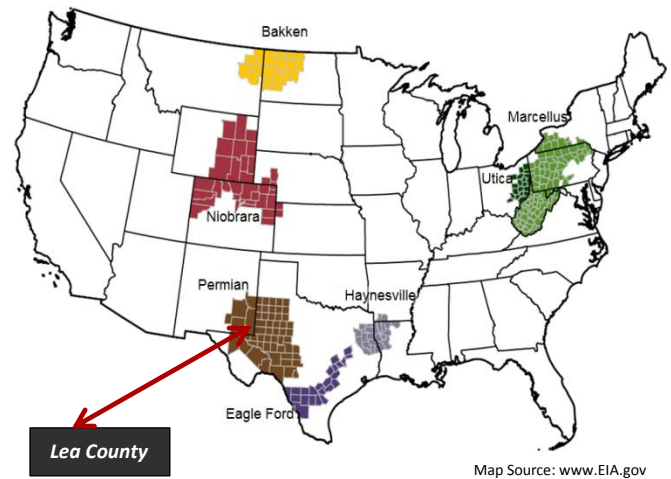 Bakken
Marcellus
Utica
Niobrara
Permian
Haynesville
Eagle Ford
Lea County
Map Source: www.EIA.gov